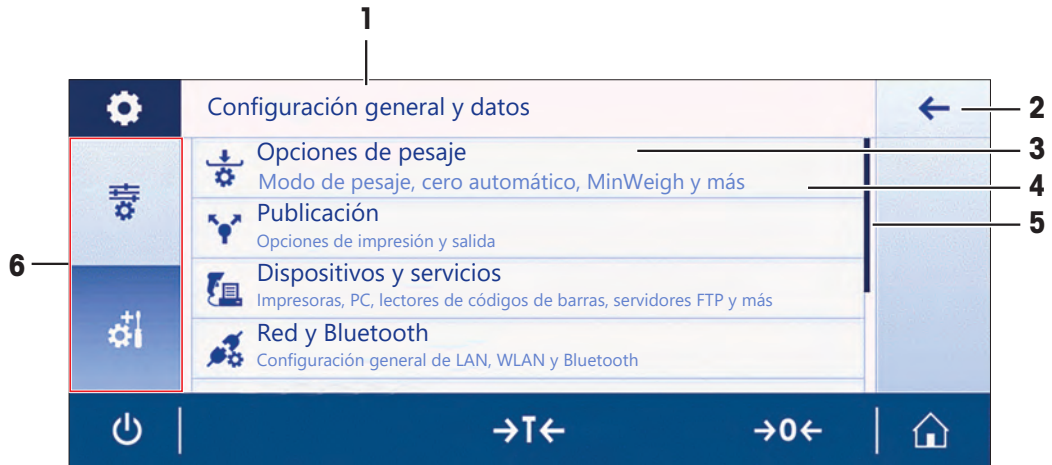 1
Configuración general y datos
2
Opciones de pesaje
3
Modo de pesaje, cero automático, MinWeigh y más
4
Publicación
5
Opciones de impresión y salida
6
Dispositivos y servicios
Impresoras, PC, lectores de códigos de barras, servidores FTP y más
Red y Bluetooth
Configuración general de LAN, WLAN y Bluetooth
→T←
→0←